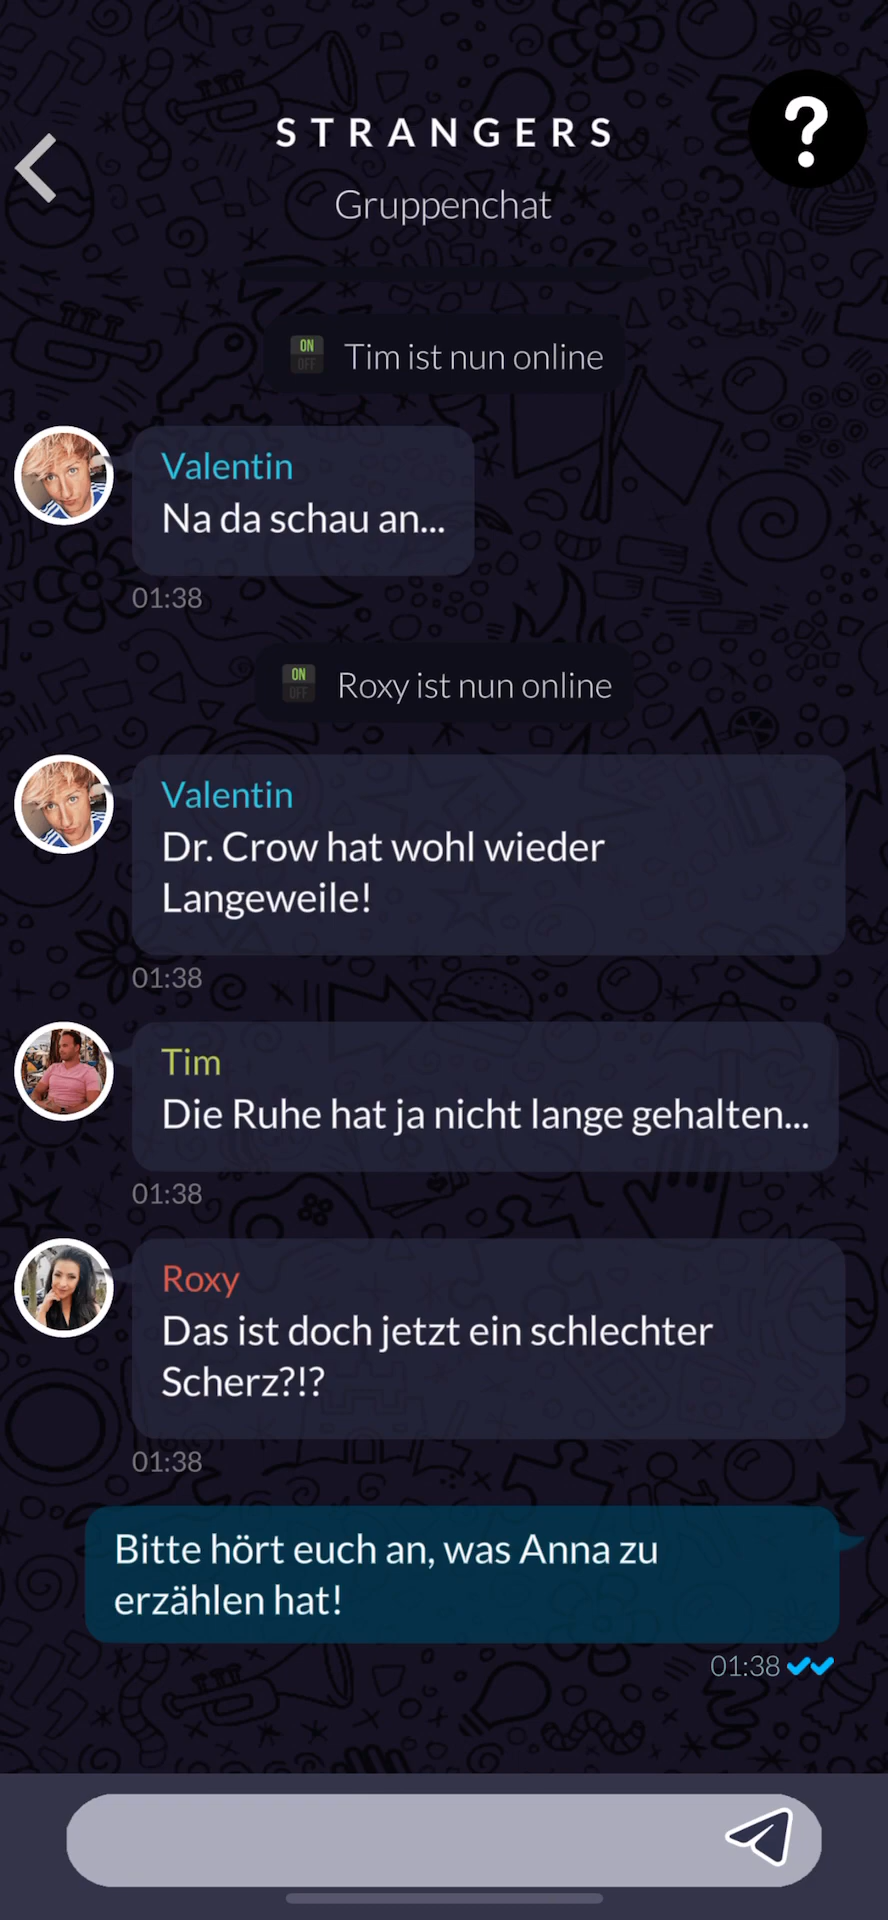 STRANGERS
?
Gruppenchat
ON
OFF
Tim ist nun online
Valentin
Na da schau an...
01:38
ON
OFF
Roxy ist nun online
Valentin
Dr. Crow hat wohl wieder
Langeweile!
01:38
Tim
Die Ruhe hat ja nicht lange gehalten...
01:38
Roxy
Das ist doch jetzt ein schlechter
Scherz?!?
01:38
Bitte hört euch an, was Anna zu
erzählen hat!
01:38